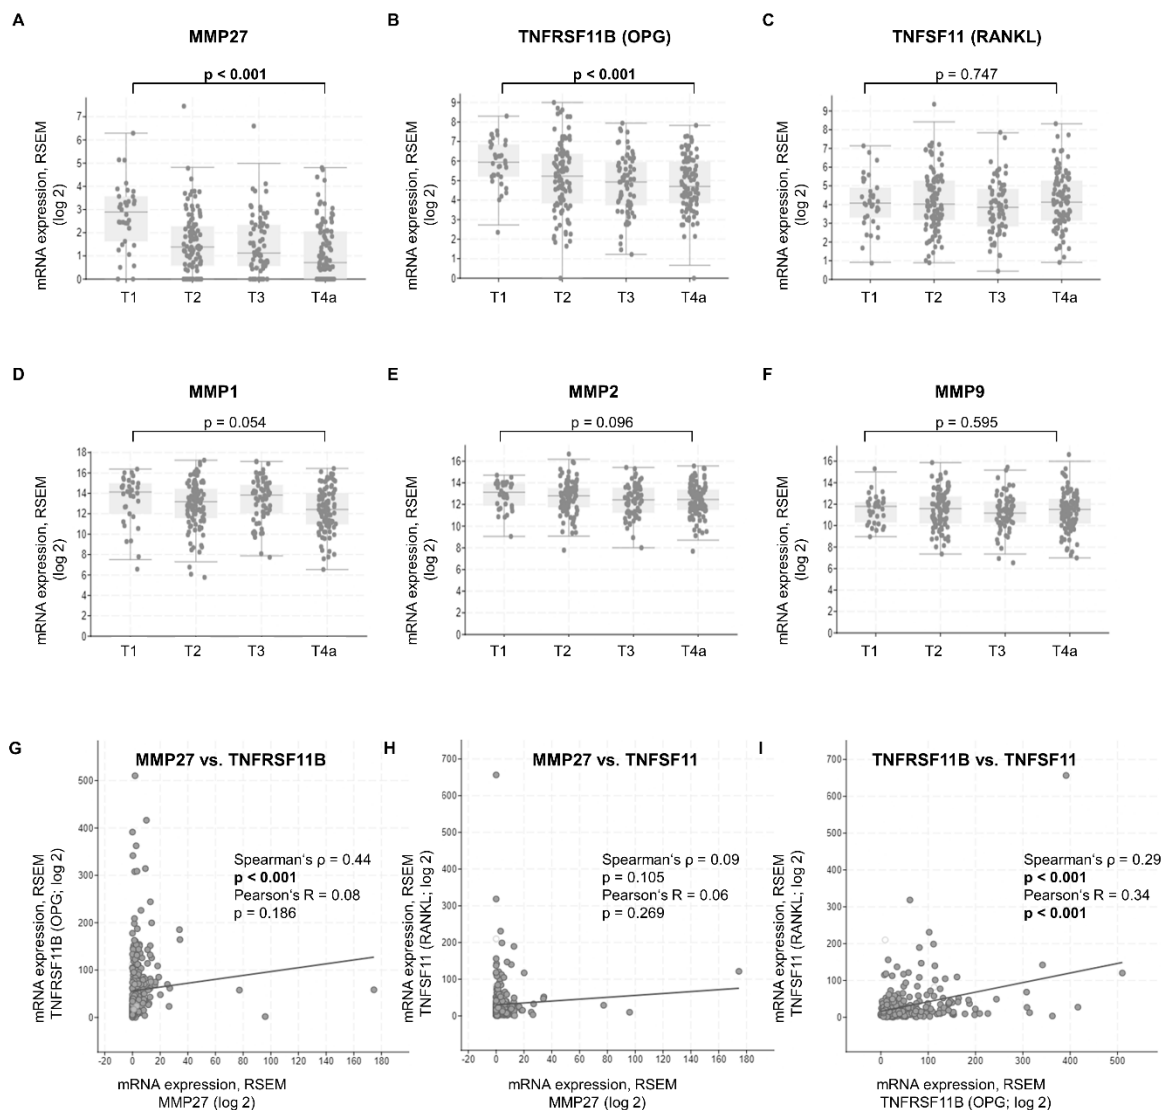 A
MMP27
p < 0.001
mRNA expression, RSEM
(log 2)
7
6
5
4
3
2
1
0
T1 T2 T3 T4a
B
TNFRSF11B (OPG)
p < 0.001
mRNA expression, RSEM
(log 2)
9
8
7
6
5
4
3
2
1
0
T1 T2 T3 T4a
C
TNFSF11 (RANKL)
p = 0.747
mRNA expression, RSEM
(log 2)
9
8
7
6
5
4
3
2
1
0
T1 T2 T3 T4a
D
MMP1
p = 0.054
mRNA expression, RSEM
(log 2)
18
16
14
12
10
8
6
4
2
0
T1 T2 T3 T4a
E
MMP2
p = 0.096
mRNA expression, RSEM
(log 2)
16
14
12
10
8
6
4
2
0
T1 T2 T3 T4a
F
MMP9
p = 0.595
mRNA expression, RSEM
(log 2)
16
14
12
10
8
6
4
2
0
T1 T2 T3 T4a
G
MMP27 vs. TNFRSF11B
Spearman‘s ρ = 0.44
p < 0.001
Pearson‘s R = 0.08
p = 0.186
mRNA expression, RSEM
TNFRSF11B (OPG; log 2)
500
400
300
200
100
0
-20 0 20 40 60 80 100 120 140 160 180
mRNA expression, RSEM
MMP27 (log 2)
H
MMP27 vs. TNFSF11
Spearman‘s ρ = 0.09
p = 0.105
Pearson‘s R = 0.06
p = 0.269
mRNA expression, RSEM
TNFSF11 (RANKL; log 2)
700
600
500
400
300
200
100
0
-20 0 20 40 60 80 100 120 140 160 180
mRNA expression, RSEM
MMP27 (log 2)
I
TNFRSF11B vs. TNFSF11
Spearman‘s ρ = 0.29
p < 0.001
Pearson‘s R = 0.34
p < 0.001
mRNA expression, RSEM
TNFSF11 (RANKL; log 2)
700
600
500
400
300
200
100
0
0 100 200 300 400 500
mRNA expression, RSEM
TNFRSF11B (OPG; log 2)